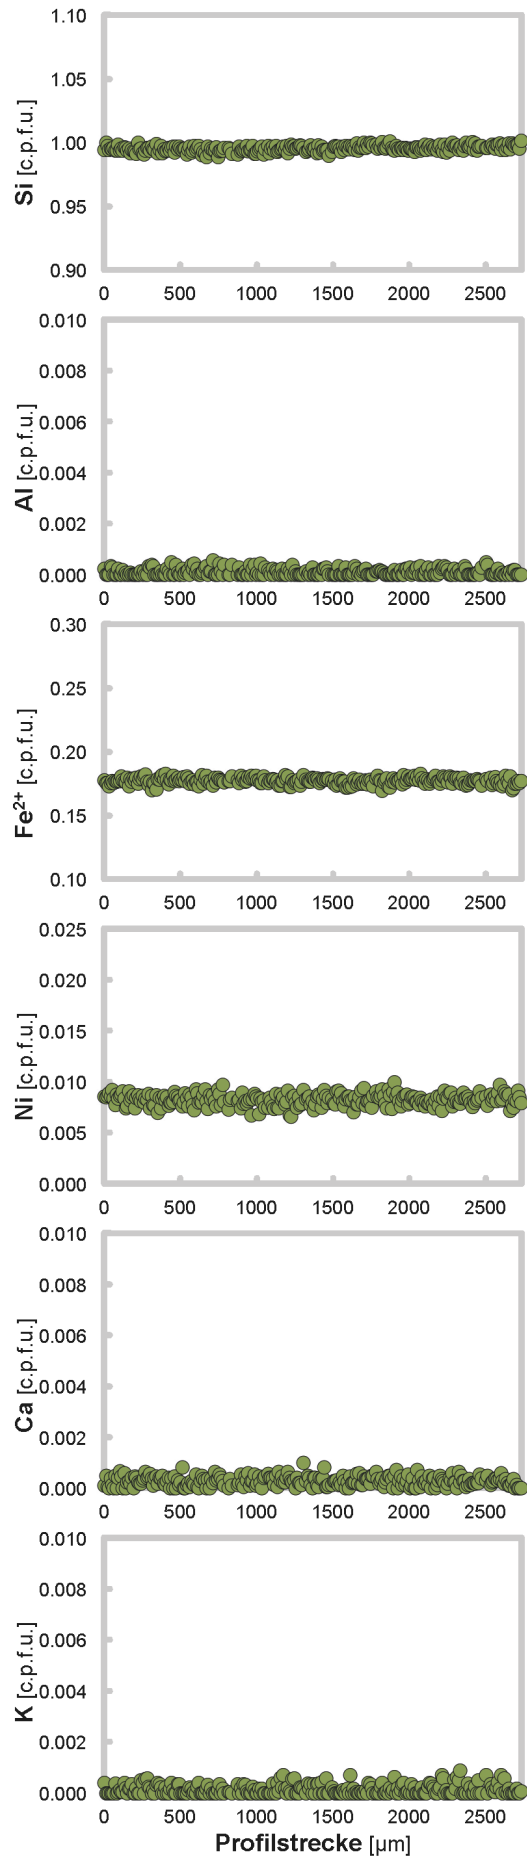 1.10
1.05
1.00
0.95
0.90
Si [c.p.f.u.]
0 500 1000 1500 2000 2500
0.010
0.008
0.006
0.004
0.002
0.000
Al [c.p.f.u.]
0 500 1000 1500 2000 2500
0.30
0.25
0.20
0.15
0.10
Fe²⁺ [c.p.f.u.]
0 500 1000 1500 2000 2500
0.025
0.020
0.015
0.010
0.005
0.000
Ni [c.p.f.u.]
0 500 1000 1500 2000 2500
0.010
0.008
0.006
0.004
0.002
0.000
Ca [c.p.f.u.]
0 500 1000 1500 2000 2500
0.010
0.008
0.006
0.004
0.002
0.000
K [c.p.f.u.]
0 500 1000 1500 2000 2500
Profilstrecke [µm]